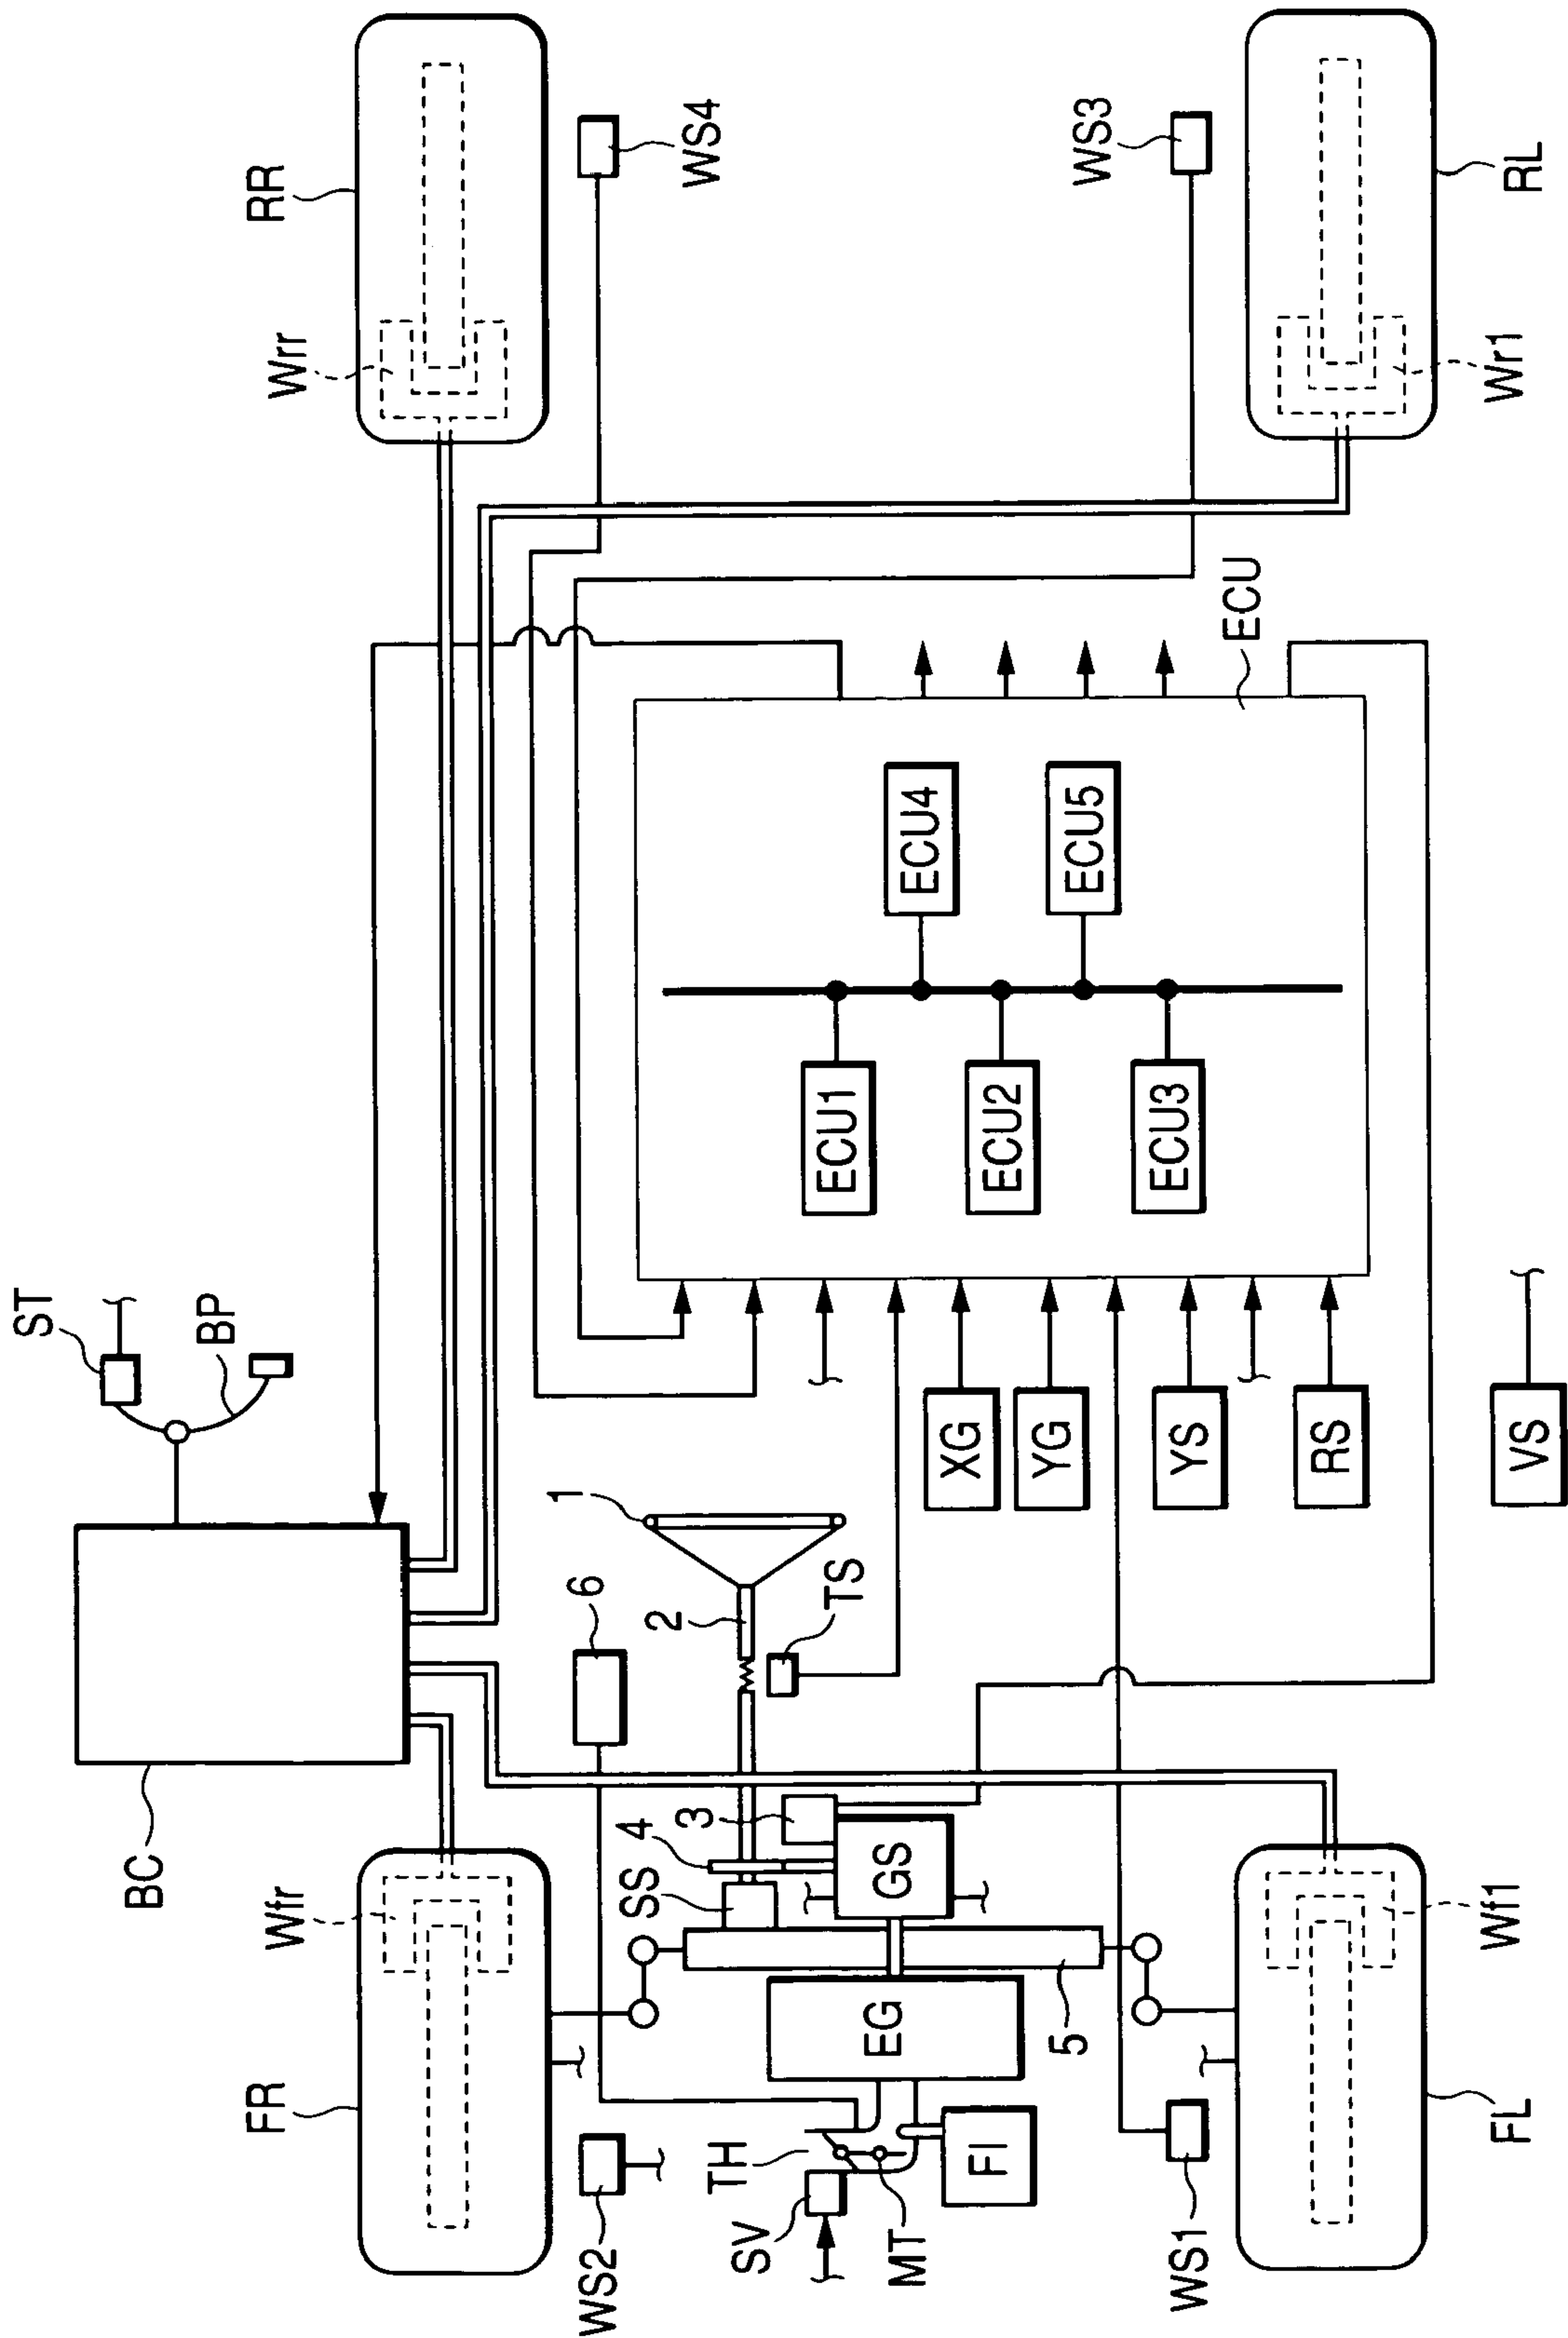 FR
Wfr
BC
ST
BP
Wrr
RR
WS2
SV
TH
MT
FI
EG
5
SS
4
3
GS
6
2
1
TS
WS4
WS3
XG
YG
YS
RS
VS
ECU1
ECU2
ECU3
ECU4
ECU5
ECU
WS1
FL
Wf1
Wr1
RL